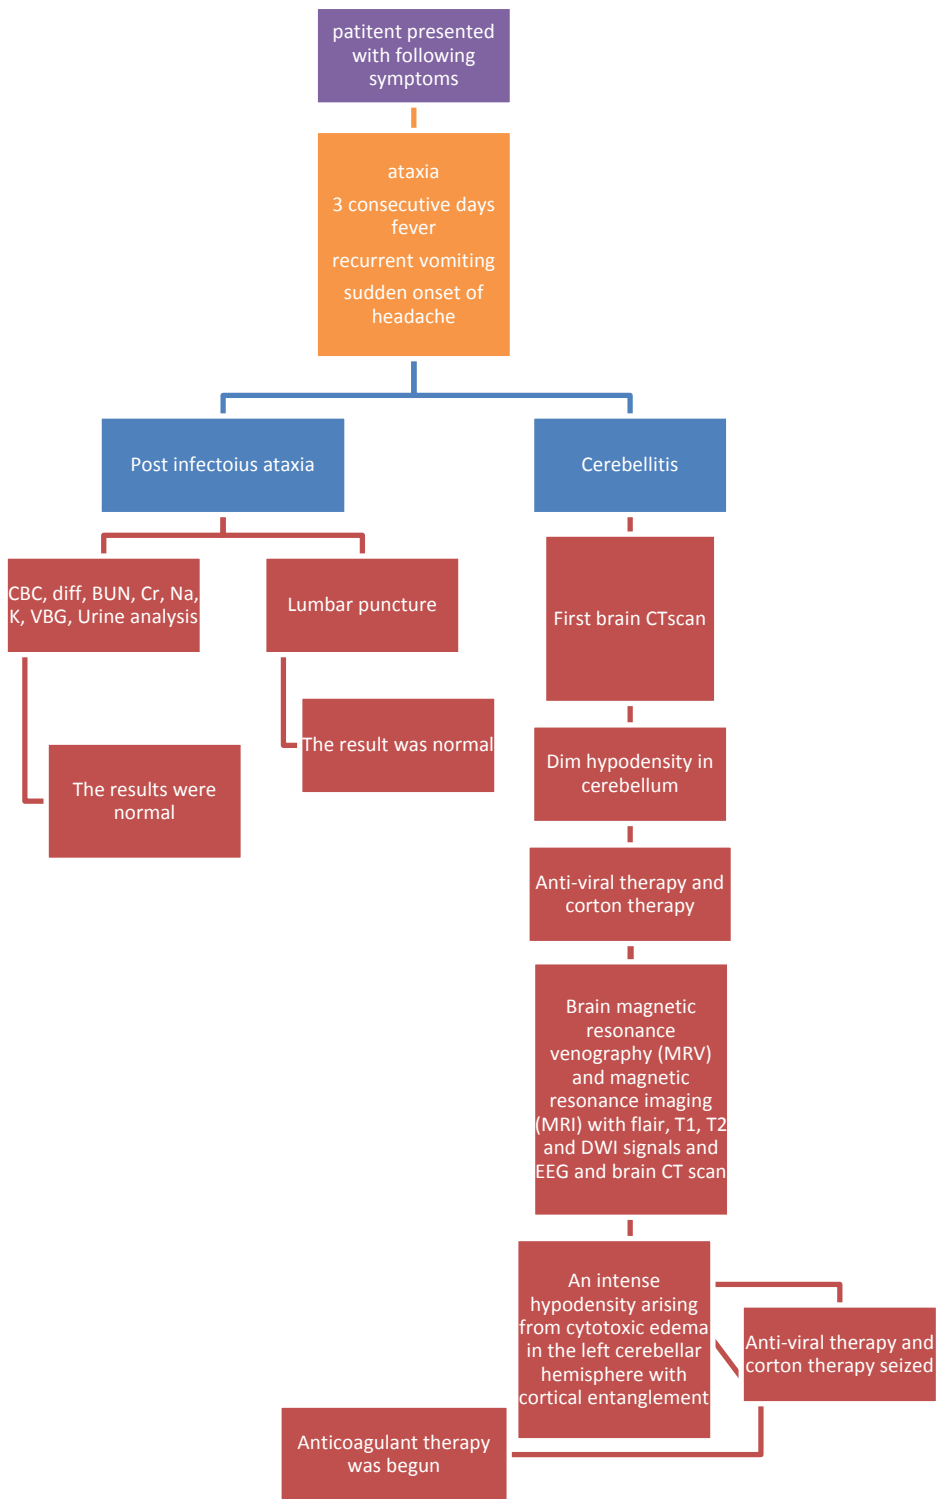 patitent presented
with following
symptoms
ataxia
3 consecutive days
fever
recurrent vomiting
sudden onset of
headache
Post infectoius ataxia
Cerebellitis
CBC, diff, BUN, Cr, Na,
K, VBG, Urine analysis
Lumbar puncture
First brain CTscan
The result was normal
The results were
normal
Dim hypodensity in
cerebellum
Anti-viral therapy and
corton therapy
Brain magnetic
resonance
venography (MRV)
and magnetic
resonance imaging
(MRI) with flair, T1, T2
and DWI signals and
EEG and brain CT scan
An intense
hypodensity arising
from cytotoxic edema
in the left cerebellar
hemisphere with
cortical entanglement
Anti-viral therapy and
corton therapy seized
Anticoagulant therapy
was begun